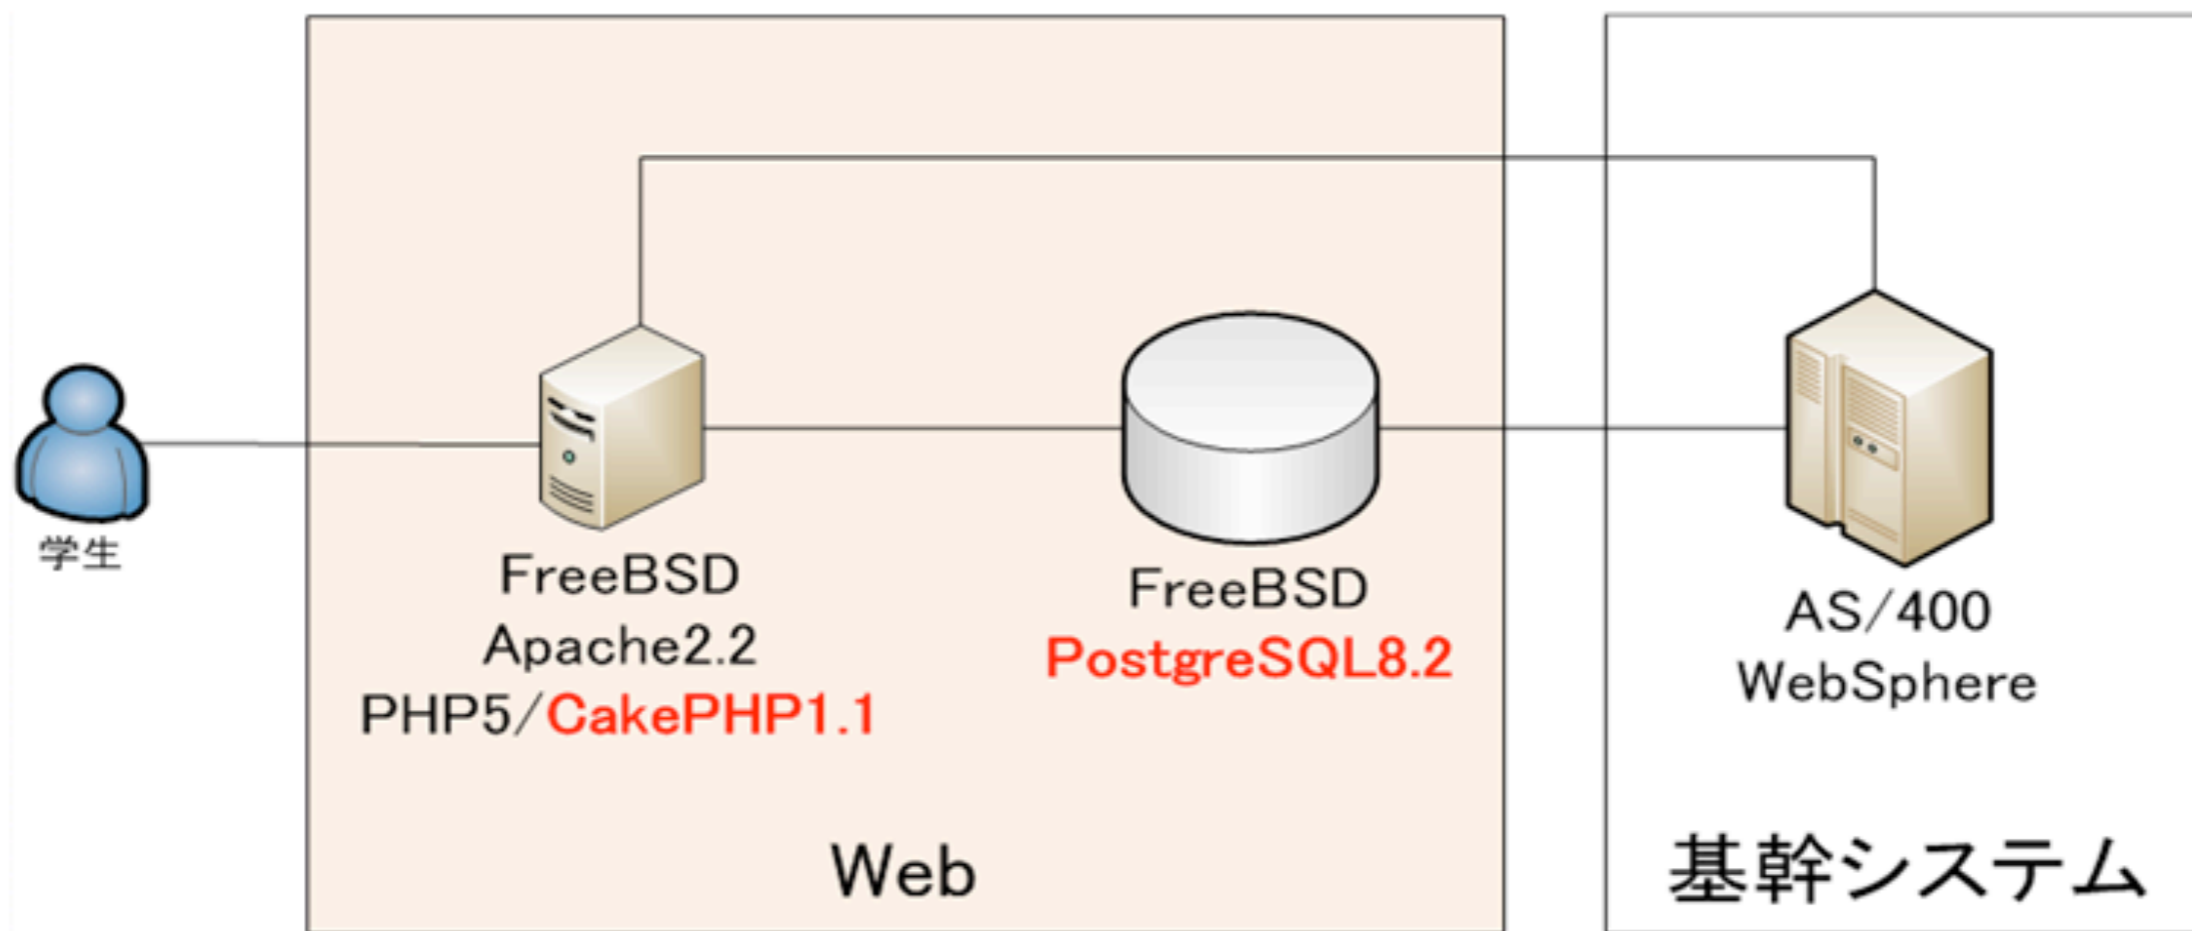 学生
FreeBSD
Apache2.2
PHP5/CakePHP1.1
FreeBSD
PostgreSQL8.2
AS/400
WebSphere
Web
基幹システム